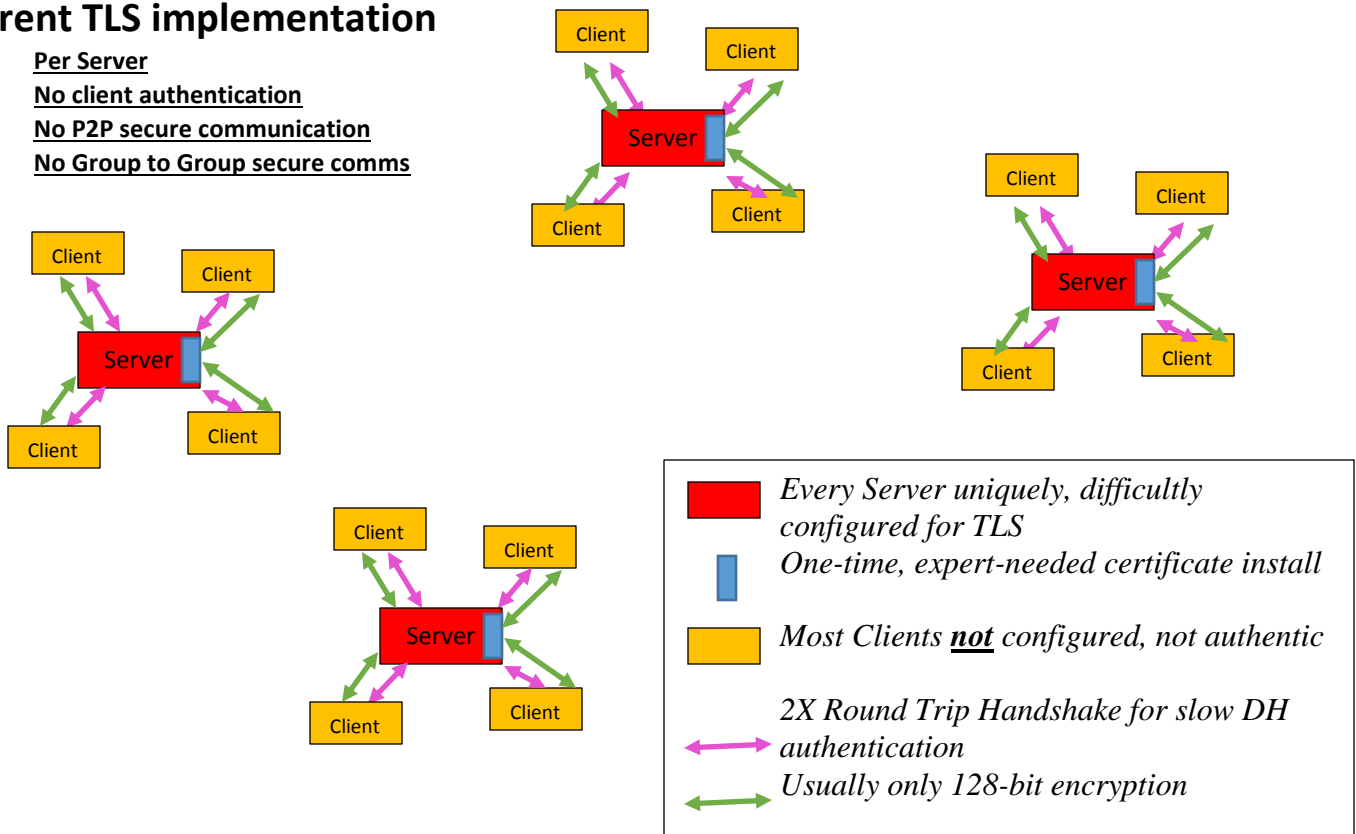 rent TLS implementation
Per Server
No client authentication
No P2P secure communication
No Group to Group secure comms
Client
Client
Server
Client
Client
Client
Client
Server
Client
Client
Client
Client
Server
Client
Client
Client
Client
Server
Client
Client
Every Server uniquely, difficultly
configured for TLS
One-time, expert-needed certificate install
Most Clients not configured, not authentic
2X Round Trip Handshake for slow DH
authentication
Usually only 128-bit encryption